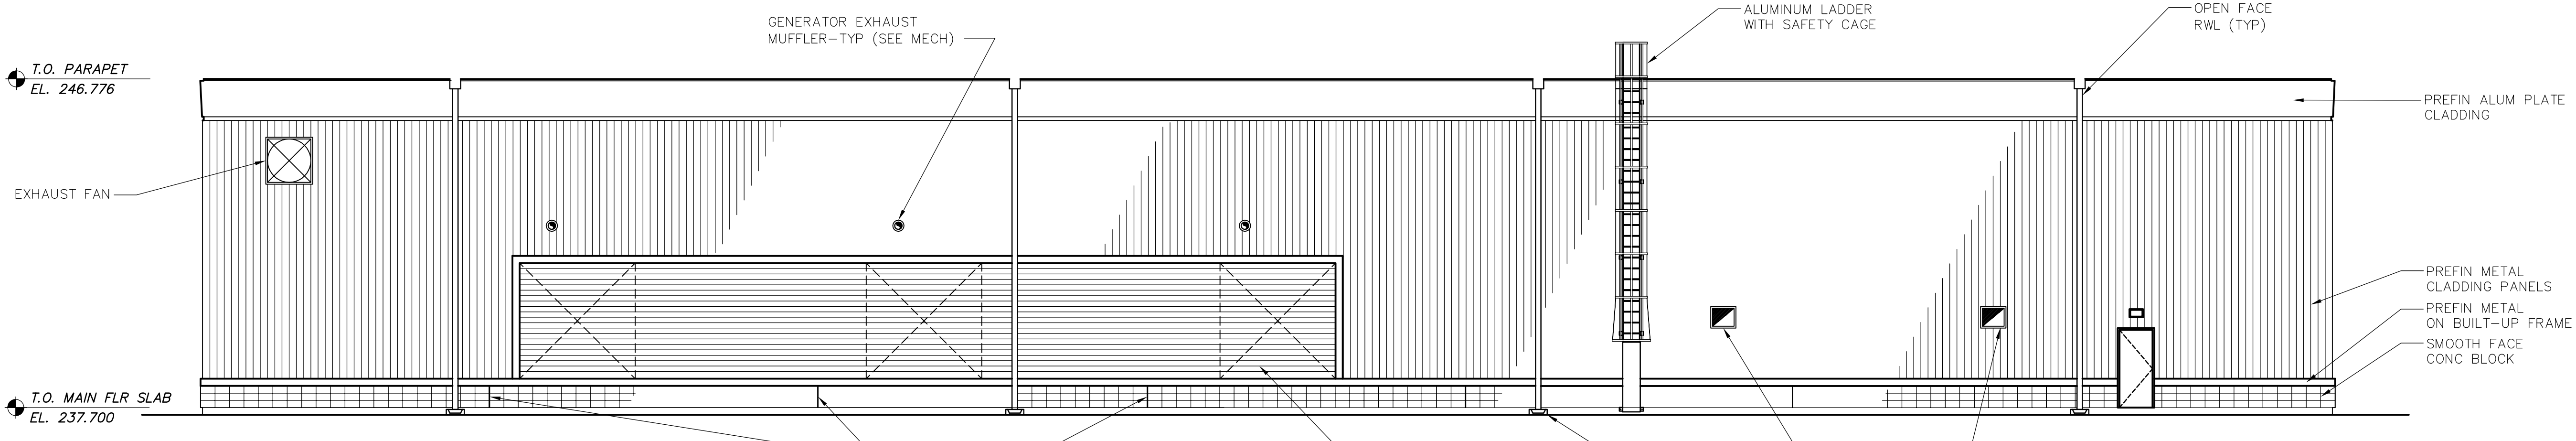 GENERATOR EXHAUST
MUFFLER-TYP (SEE MECH)
ALUMINUM LADDER
WITH SAFETY CAGE
OPEN FACE
RWL (TYP)
T.O. PARAPET
EL. 246.776
PREFIN ALUM PLATE
CLADDING
EXHAUST FAN
PREFIN METAL
CLADDING PANELS
PREFIN METAL
ON BUILT-UP FRAME
SMOOTH FACE
CONC BLOCK
T.O. MAIN FLR SLAB
EL. 237.700